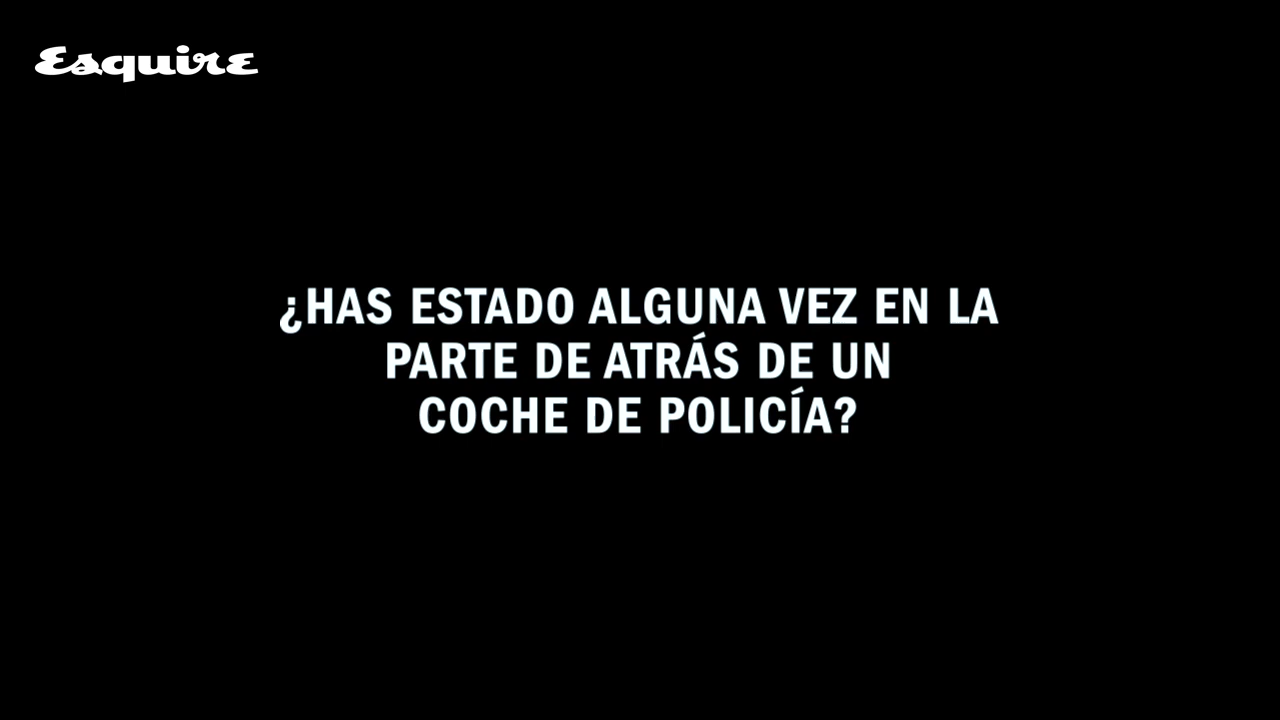 Esquire
¿HAS ESTADO ALGUNA VEZ EN LA
PARTE DE ATRÁS DE UN
COCHE DE POLICÍA?